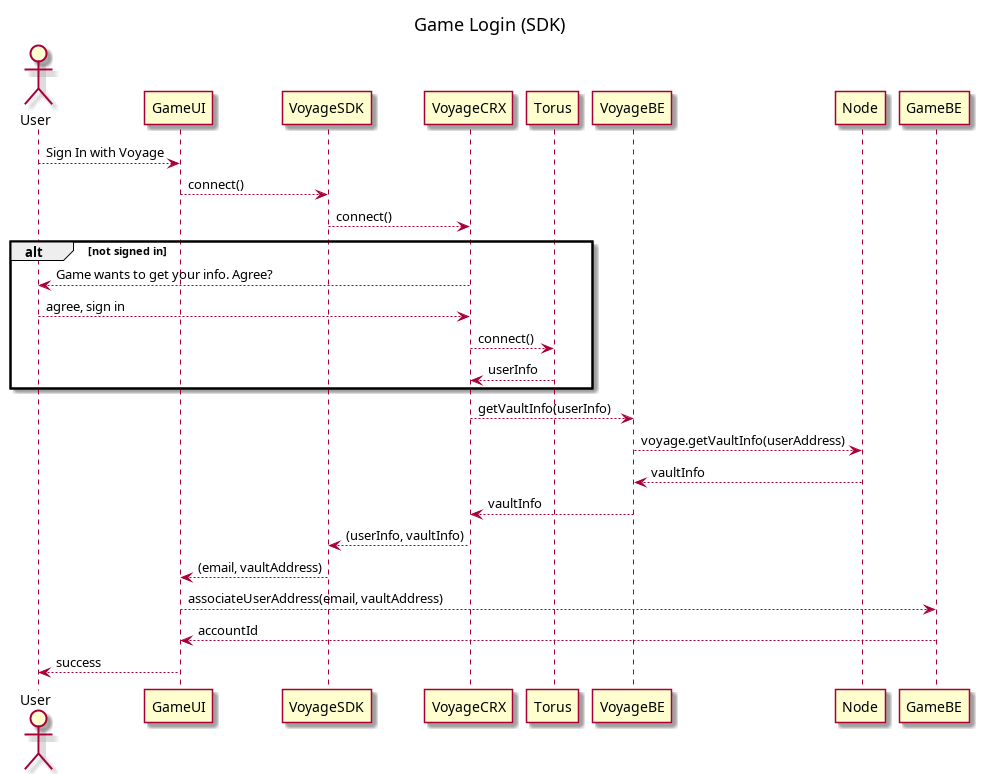 Game Login (SDK)
User
GameUI
VoyageSDK
VoyageCRX
Torus
VoyageBE
Node
GameBE
Sign In with Voyage
connect()
connect()
alt
[not signed in]
Game wants to get your info. Agree?
agree, sign in
connect()
userInfo
getVaultInfo(userInfo)
voyage.getVaultInfo(userAddress)
vaultInfo
vaultInfo
(userInfo, vaultInfo)
(email, vaultAddress)
associateUserAddress(email, vaultAddress)
accountId
success
User
GameUI
VoyageSDK
VoyageCRX
Torus
VoyageBE
Node
GameBE